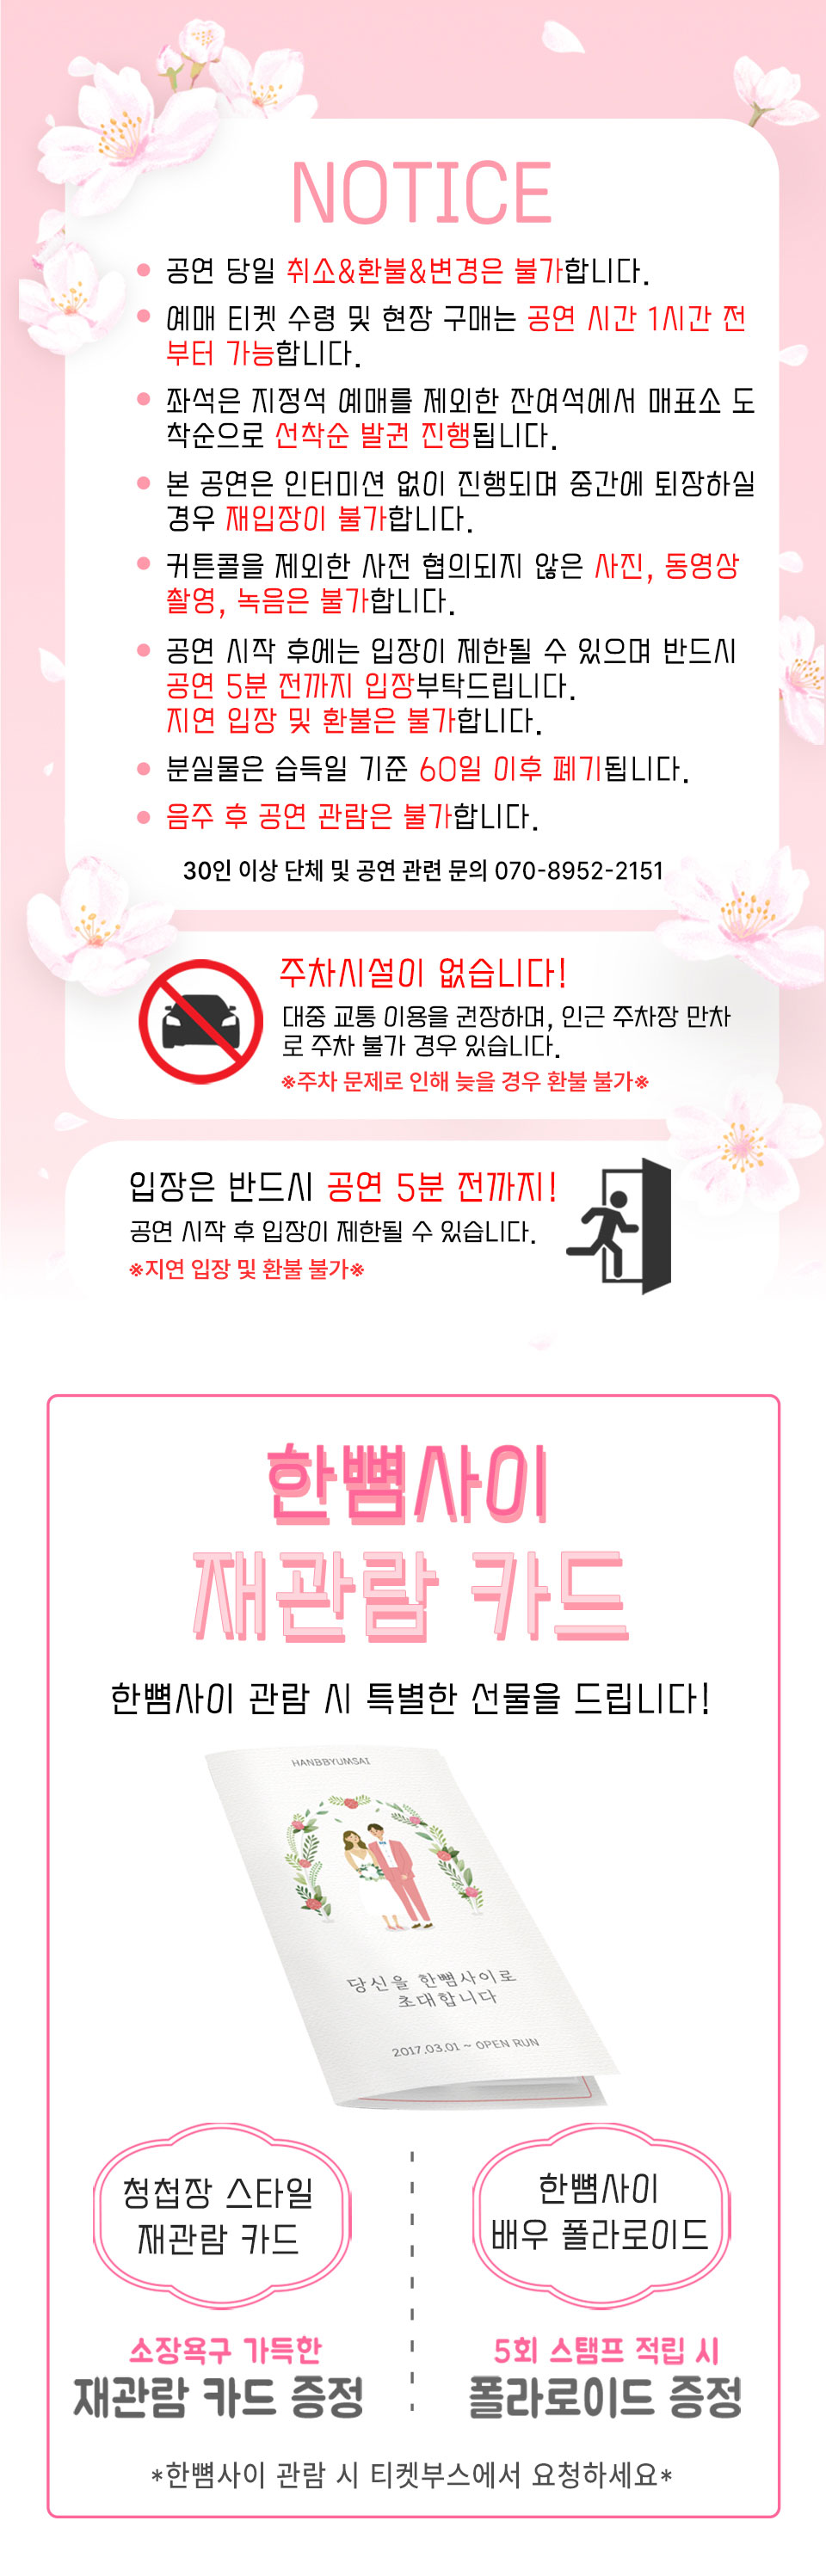 NOTICE
공연 당일 취소&환불&변경은 불가합니다.
예매 티켓 수령 및 현장 구매는 공연 시간 1시간 전
부터 가능합니다.
좌석은 지정석 예매를 제외한 잔여석에서 매표소 도
착순으로 선착순 발권 진행됩니다.
본 공연은 인터미션 없이 진행되며 중간에 퇴장하실
경우 재입장이 불가합니다.
커튼콜을 제외한 사전 협의되지 않은 사진, 동영상
촬영, 녹음은 불가합니다.
공연 시작 후에는 입장이 제한될 수 있으며 반드시
공연 5분 전까지 입장부탁드립니다.
지연 입장 및 환불은 불가합니다.
분실물은 습득일 기준 60일 이후 폐기됩니다.
음주 후 공연 관람은 불가합니다.
30인 이상 단체 및 공연 관련 문의 070-8952-2151
주차시설이 없습니다!
대중 교통 이용을 권장하며, 인근 주차장 만차
로 주차 불가 경우 있습니다.
※주차 문제로 인해 늦을 경우 환불 불가※
입장은 반드시 공연 5분 전까지!
공연 시작 후 입장이 제한될 수 있습니다.
※지연 입장 및 환불 불가※
한뼘사이
재관람 카드
한뼘사이 관람 시 특별한 선물을 드립니다!
HANBBYUMSAI
당신을 한뼘사이로
초대합니다
2017.03.01 ~ OPEN RUN
청첩장 스타일
재관람 카드
소장욕구 가득한
재관람 카드 증정
한뼘사이
배우 폴라로이드
5회 스탬프 적립 시
폴라로이드 증정
*한뼘사이 관람 시 티켓부스에서 요청하세요*